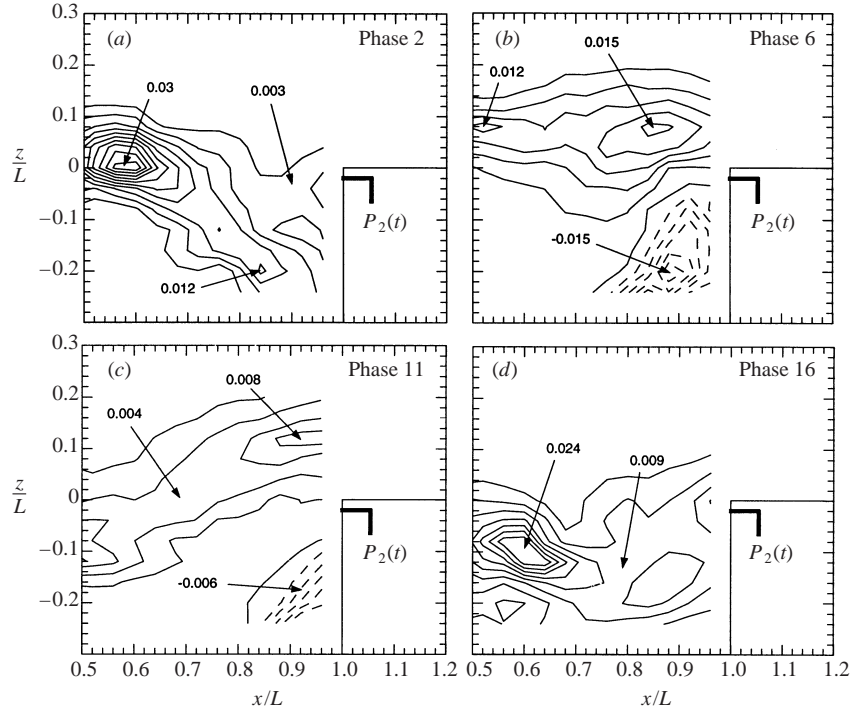 0.3
(a)
Phase 2
(b)
Phase 6
0.2
0.03
0.003
0.015
0.012
0.1
z/L
0
−0.1
P2(t)
P2(t)
-0.015
−0.2
0.012
0.3
(c)
Phase 11
(d)
Phase 16
0.2
0.008
0.004
0.1
0.024
0.009
z/L
0
−0.1
P2(t)
P2(t)
-0.006
−0.2
0.5 0.6 0.7 0.8 0.9 1.0 1.1 1.2 0.5 0.6 0.7 0.8 0.9 1.0 1.1 1.2
x/L
x/L